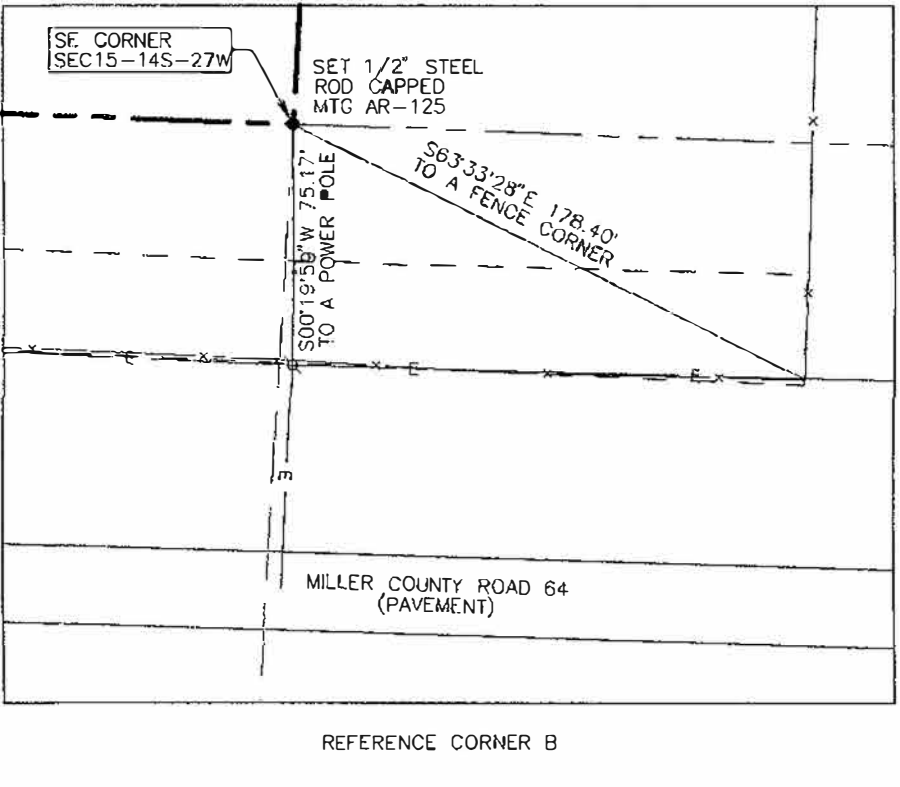 SE CORNER
SEC15-14S-27W
SET 1/2" STEEL
ROD CAPPED
MTG AR-125
S63°33'28"E 178.40'
TO A FENCE CORNER
S00°19'59"W 75.17'
TO A POWER POLE
x
x
x
E
x
x
E
x
E
x
E
MILLER COUNTY ROAD 64
(PAVEMENT)
REFERENCE CORNER B